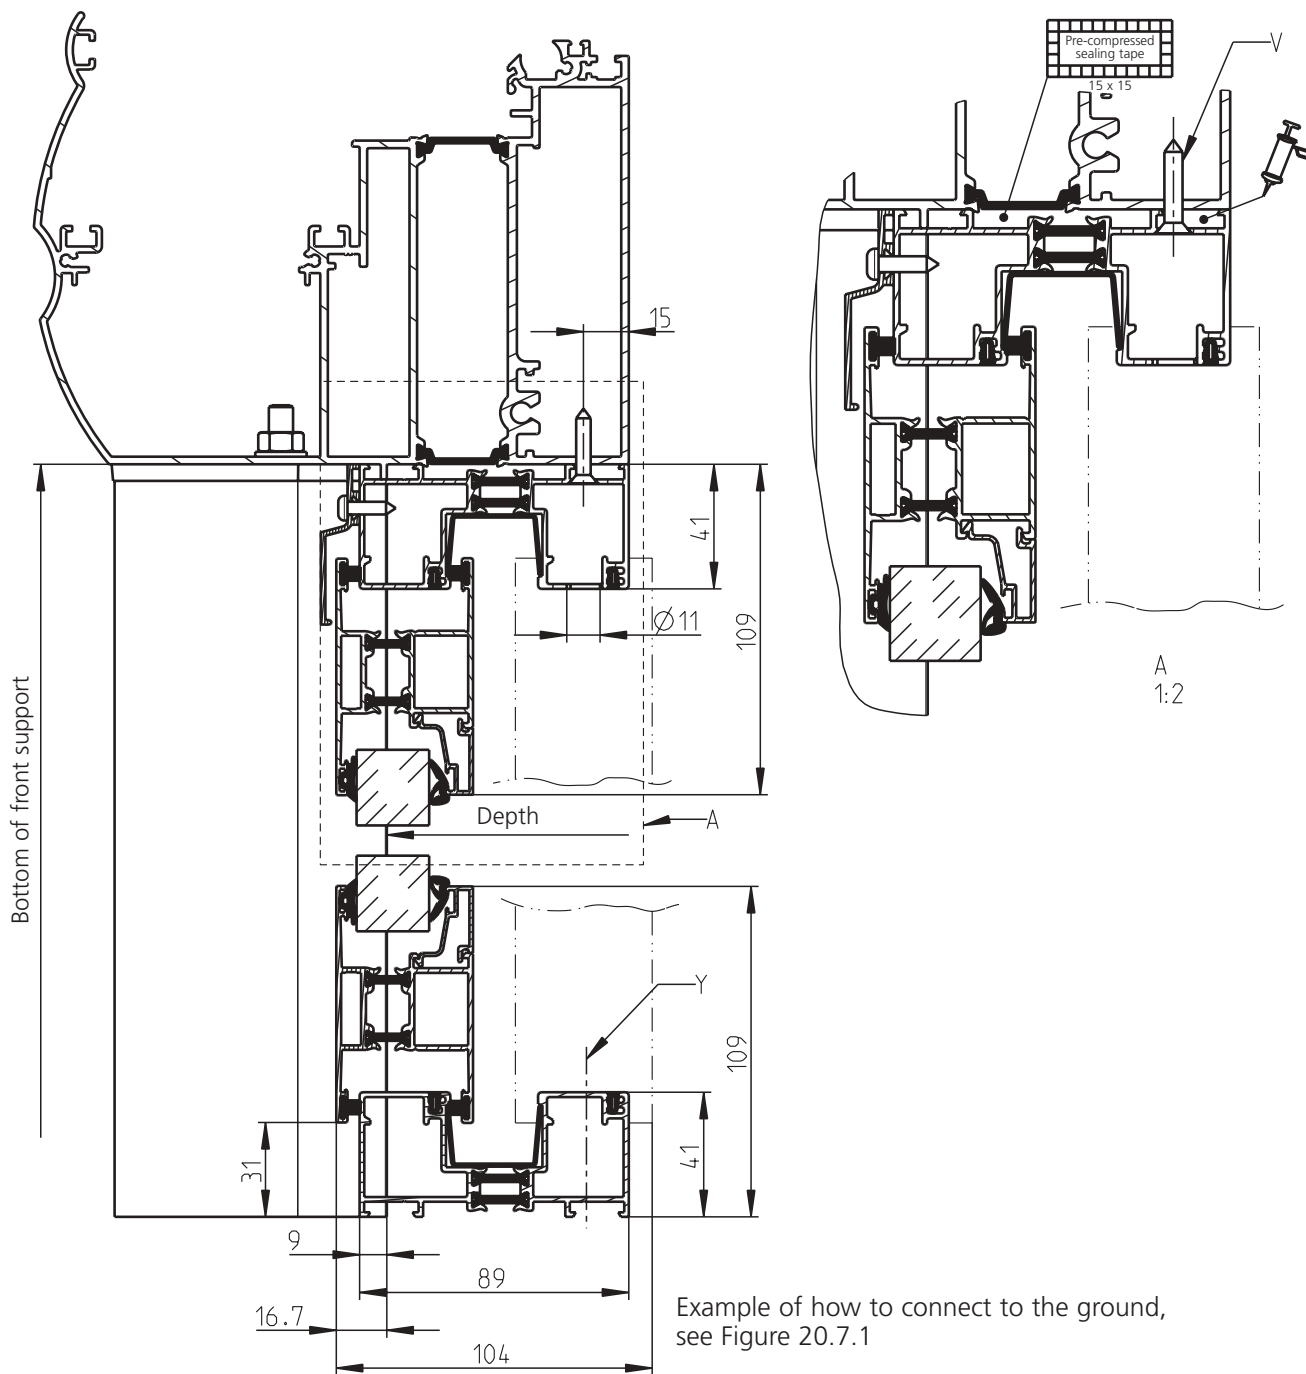 Pre-compressed
sealing tape
15 x 15
V
15
41
Ø11
109
A
1:2
Bottom of front support
Depth
A
Y
109
31
41
9
89
16.7
104
Example of how to connect to the ground,
see Figure 20.7.1